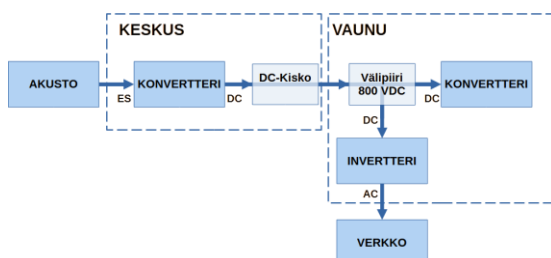 KESKUS
VAUNU
AKUSTO
ES
KONVERTTERI
DC
DC-Kisko
Välipiiri
800 VDC
DC
KONVERTTERI
DC
INVERTTERI
AC
VERKKO